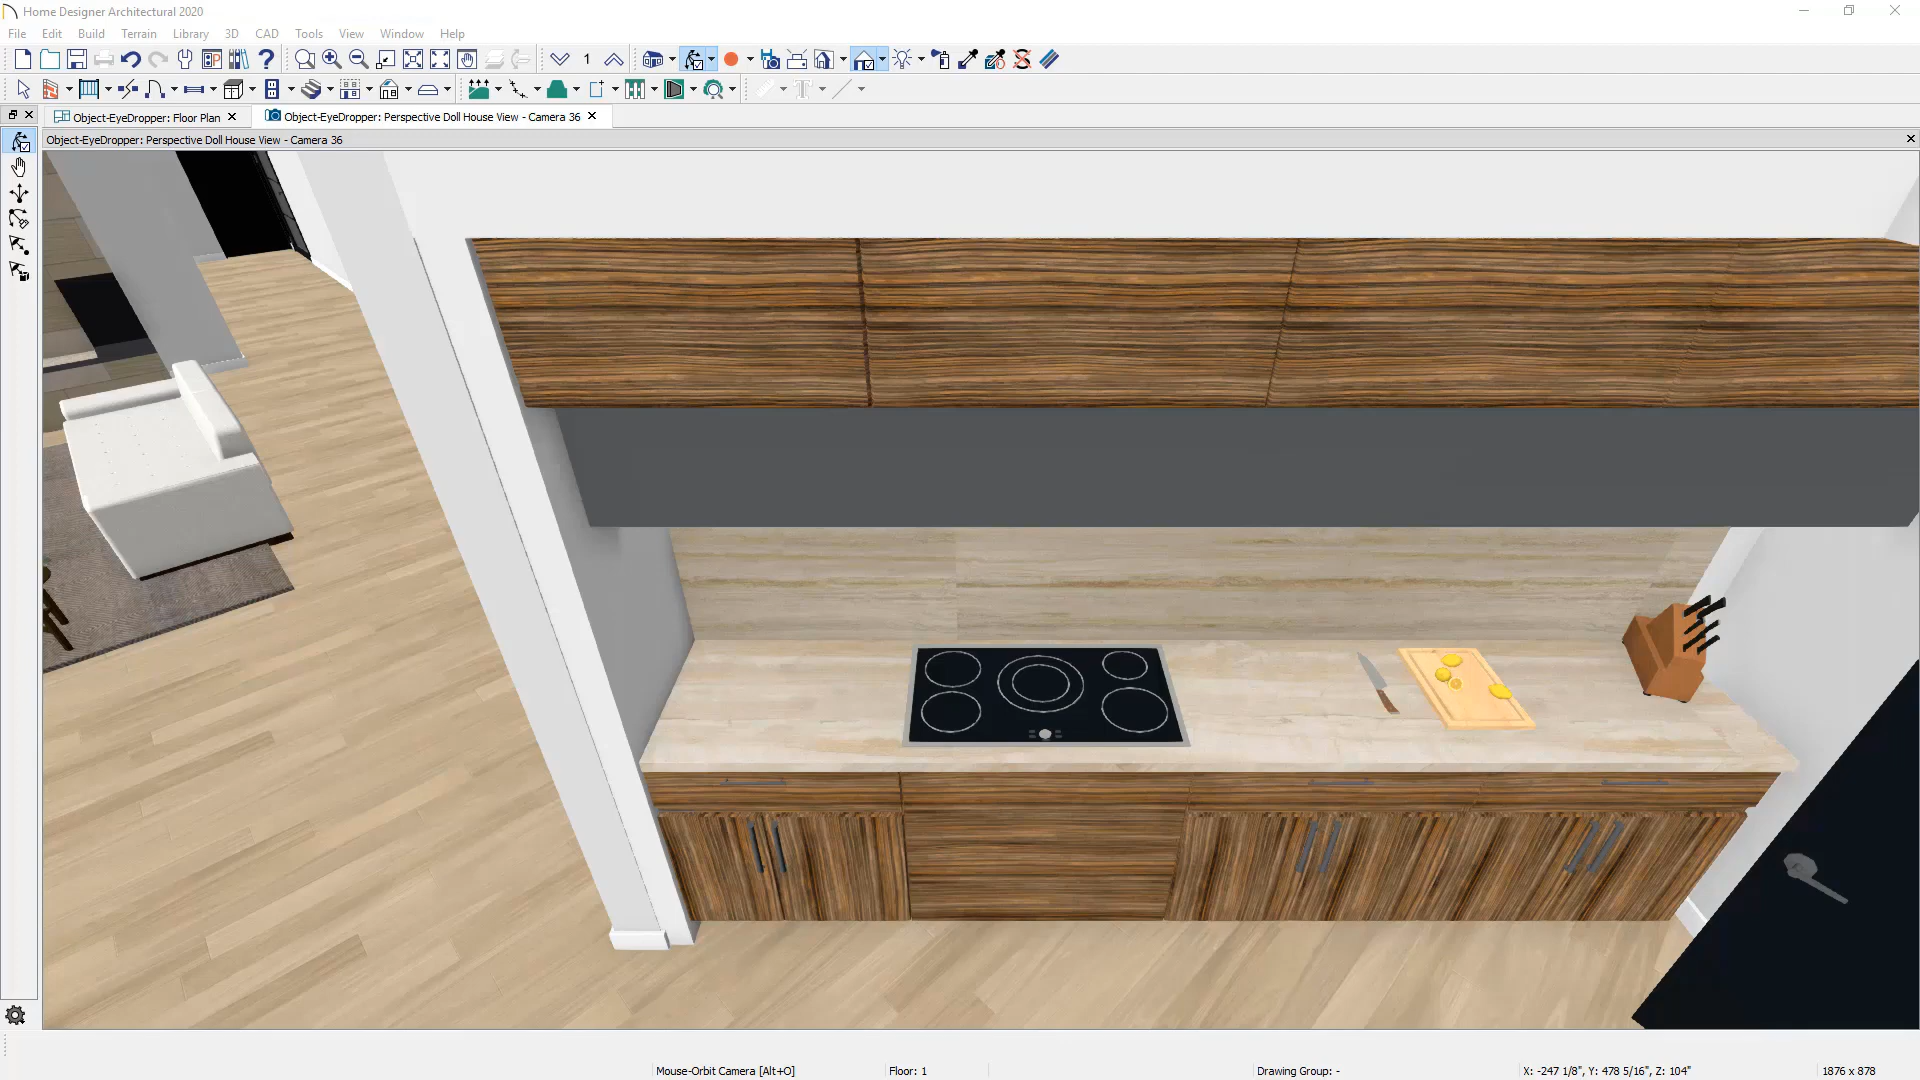 Home Designer Architectural 2020
File Edit Build Terrain Library 3D CAD Tools View Window Help
1
Object-EyeDropper: Floor Plan
Object-EyeDropper: Perspective Doll House View - Camera 36
Object-EyeDropper: Perspective Doll House View - Camera 36
Mouse-Orbit Camera [Alt+O] Floor: 1 Drawing Group: - X: -247 1/8", Y: 478 5/16", Z: 104" 1876 x 878